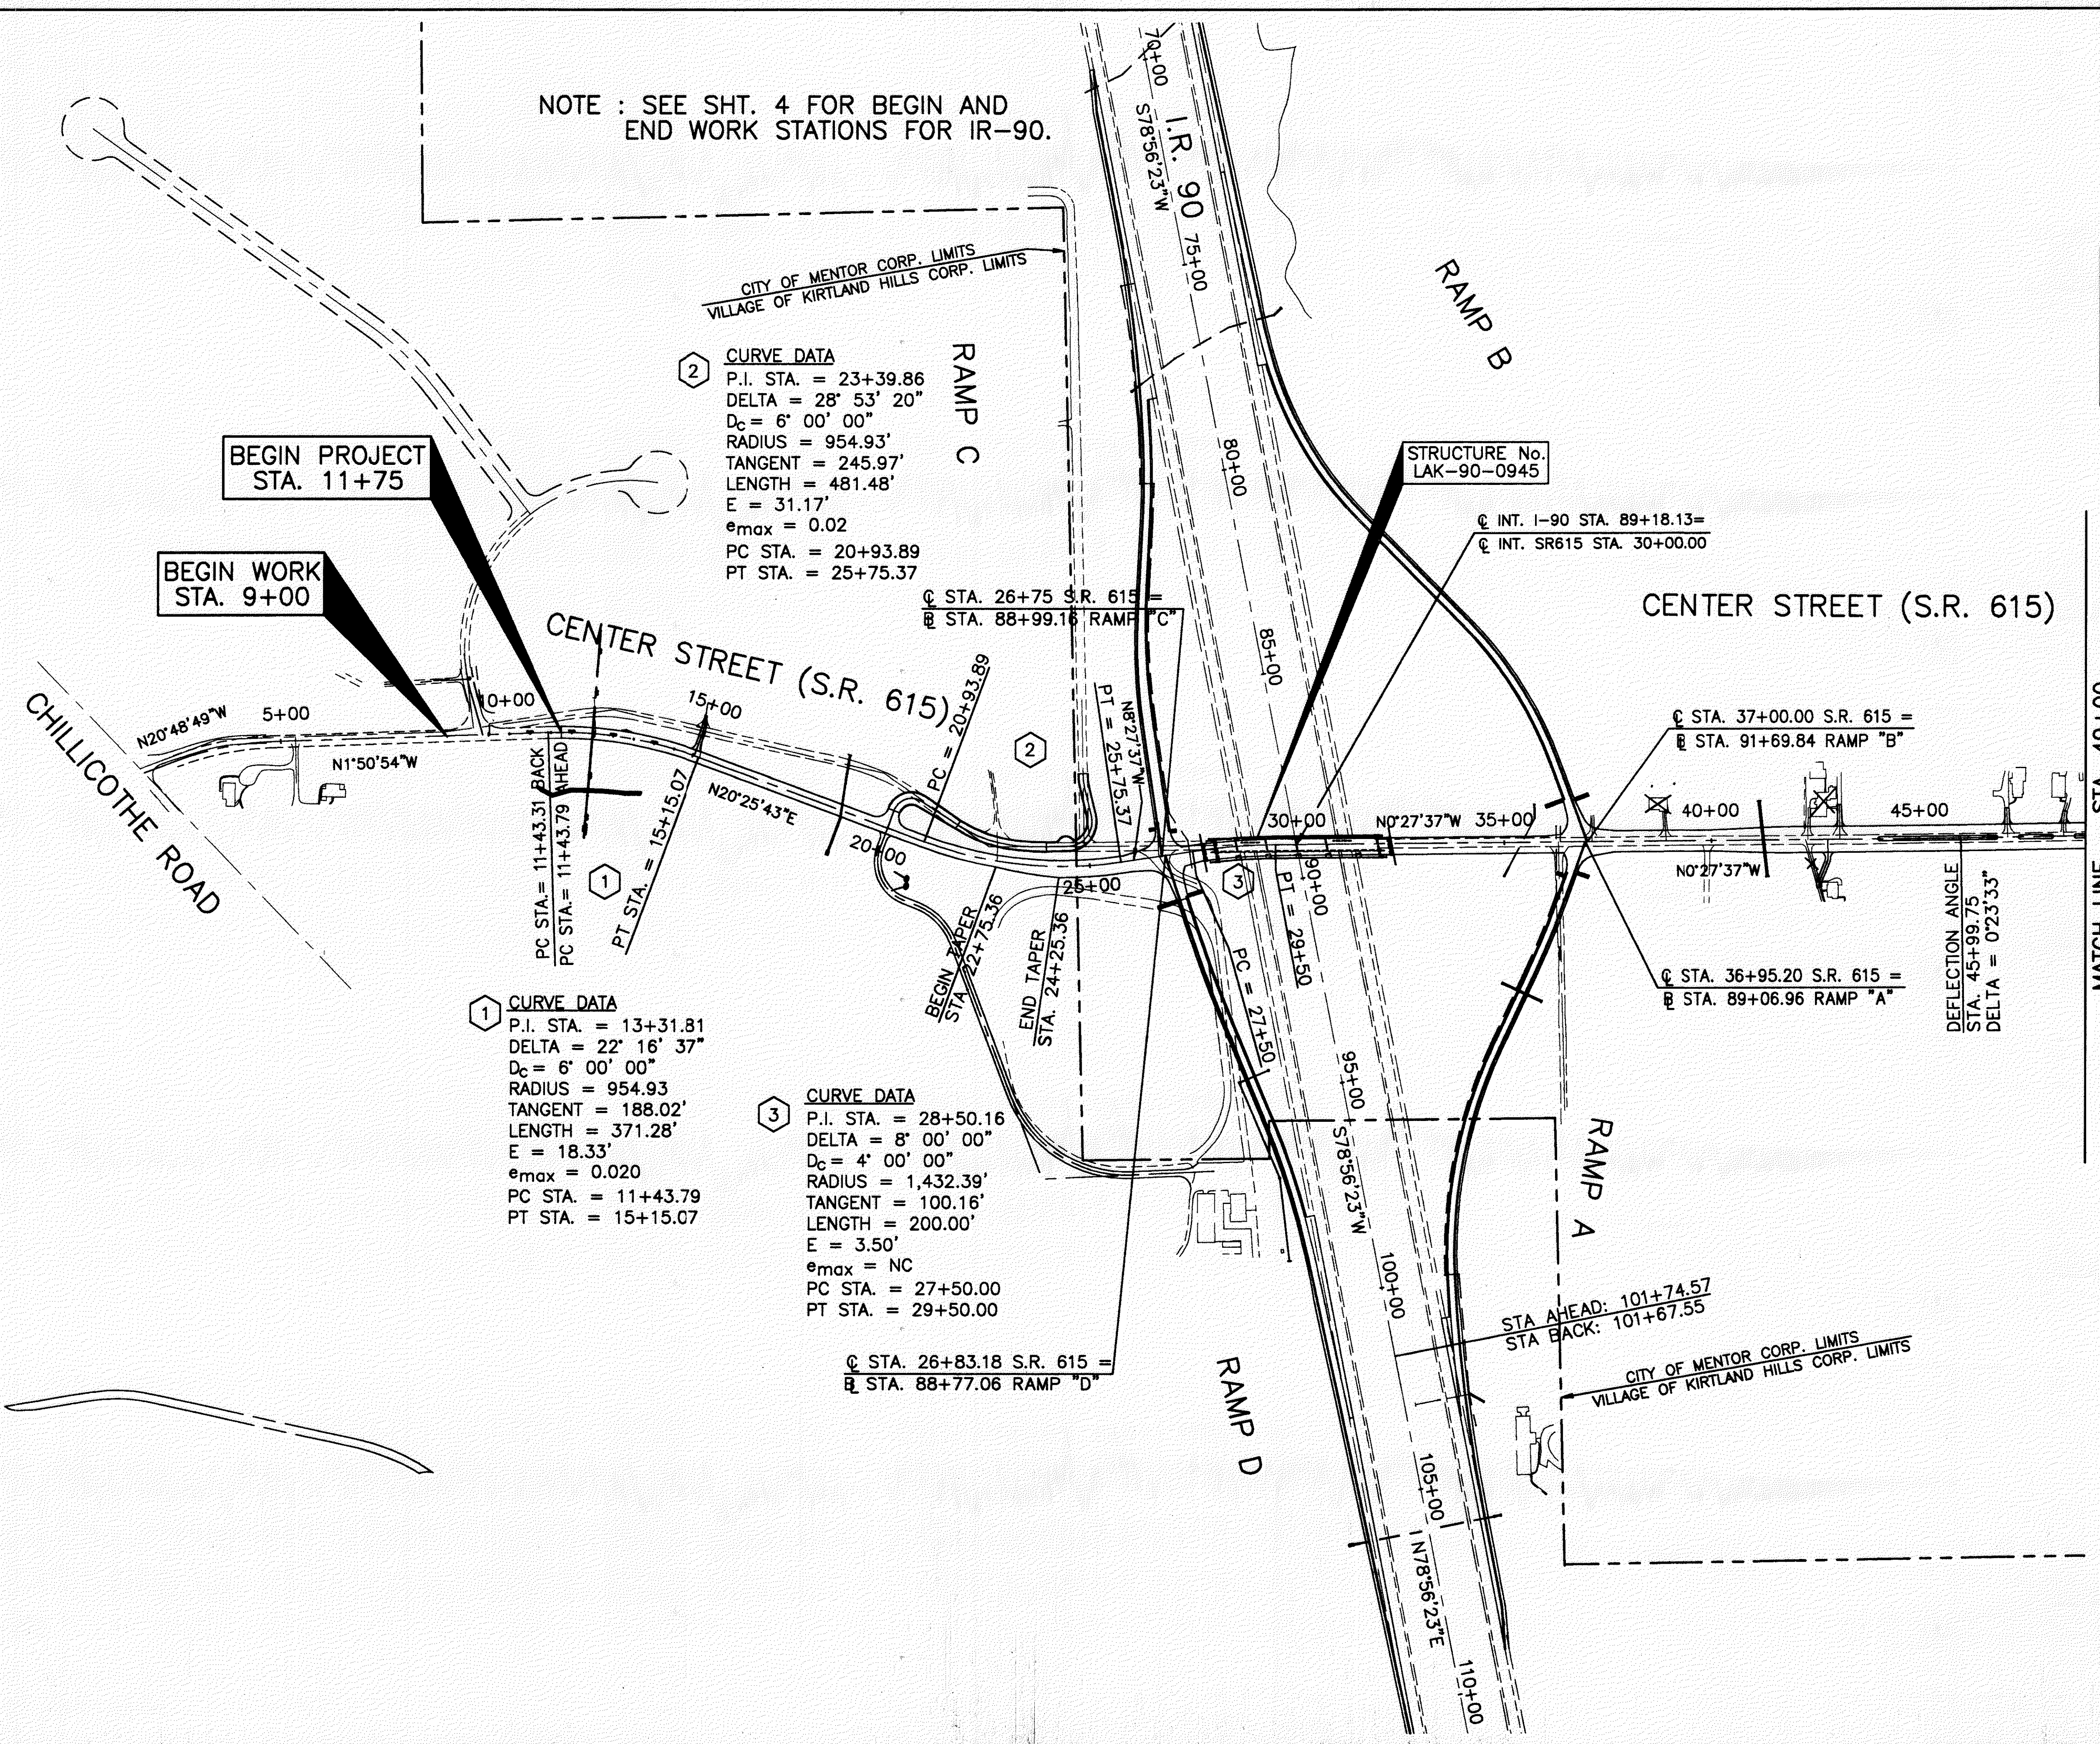 NOTE : SEE SHT. 4 FOR BEGIN AND
END WORK STATIONS FOR IR-90.
70+00
S78°56'23"W
I.R. 90
75+00
CITY OF MENTOR CORP. LIMITS
VILLAGE OF KIRTLAND HILLS CORP. LIMITS
RAMP B
RAMP C
2
CURVE DATA
P.I. STA. = 23+39.86
DELTA = 28° 53' 20"
Dc = 6° 00' 00"
RADIUS = 954.93'
TANGENT = 245.97'
LENGTH = 481.48'
E = 31.17'
emax = 0.02
PC STA. = 20+93.89
PT STA. = 25+75.37
80+00
BEGIN PROJECT
STA. 11+75
STRUCTURE No.
LAK-90-0945
℄ INT. I-90 STA. 89+18.13=
℄ INT. SR615 STA. 30+00.00
BEGIN WORK
STA. 9+00
℄ STA. 26+75 S.R. 615 =
B̲L STA. 88+99.16 RAMP "C"
CENTER STREET (S.R. 615)
CENTER STREET (S.R. 615)
85+00
CHILLICOTHE ROAD
N20°48'49"W
5+00
N1°50'54"W
10+00
15+00
PC = 20+93.89
2
PT = 25+75.37
N8°27'37"W
℄ STA. 37+00.00 S.R. 615 =
B̲L STA. 91+69.84 RAMP "B"
PC STA.= 11+43.31 BACK
PC STA.= 11+43.79 AHEAD
1
PT STA. = 15+15.07
N20°25'43"E
20+00
25+00
30+00
N0°27'37"W
35+00
40+00
45+00
N0°27'37"W
3
90+00
PT = 29+50
PC = 27+50
BEGIN TAPER
STA. 22+75.36
END TAPER
STA. 24+25.36
℄ STA. 36+95.20 S.R. 615 =
B̲L STA. 89+06.96 RAMP "A"
DEFLECTION ANGLE
STA. 45+99.75
DELTA = 0°23'33"
1
CURVE DATA
P.I. STA. = 13+31.81
DELTA = 22° 16' 37"
Dc = 6° 00' 00"
RADIUS = 954.93
TANGENT = 188.02'
LENGTH = 371.28'
E = 18.33'
emax = 0.020
PC STA. = 11+43.79
PT STA. = 15+15.07
3
CURVE DATA
P.I. STA. = 28+50.16
DELTA = 8° 00' 00"
Dc = 4° 00' 00"
RADIUS = 1,432.39'
TANGENT = 100.16'
LENGTH = 200.00'
E = 3.50'
emax = NC
PC STA. = 27+50.00
PT STA. = 29+50.00
95+00
S78°56'23"W
RAMP A
100+00
STA AHEAD: 101+74.57
STA BACK: 101+67.55
CITY OF MENTOR CORP. LIMITS
VILLAGE OF KIRTLAND HILLS CORP. LIMITS
℄ STA. 26+83.18 S.R. 615 =
B̲L STA. 88+77.06 RAMP "D"
RAMP D
105+00
N78°56'23"E
110+00